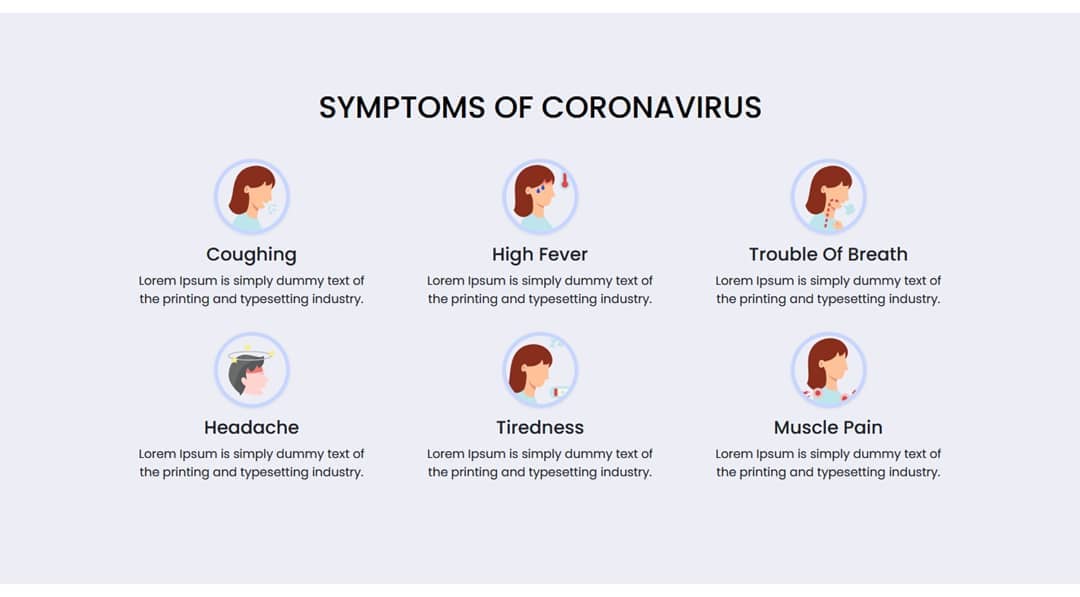 SYMPTOMS OF CORONAVIRUS
Coughing
Lorem Ipsum is simply dummy text of
the printing and typesetting industry.
High Fever
Lorem Ipsum is simply dummy text of
the printing and typesetting industry.
Trouble Of Breath
Lorem Ipsum is simply dummy text of
the printing and typesetting industry.
Headache
Lorem Ipsum is simply dummy text of
the printing and typesetting industry.
Tiredness
Lorem Ipsum is simply dummy text of
the printing and typesetting industry.
Muscle Pain
Lorem Ipsum is simply dummy text of
the printing and typesetting industry.